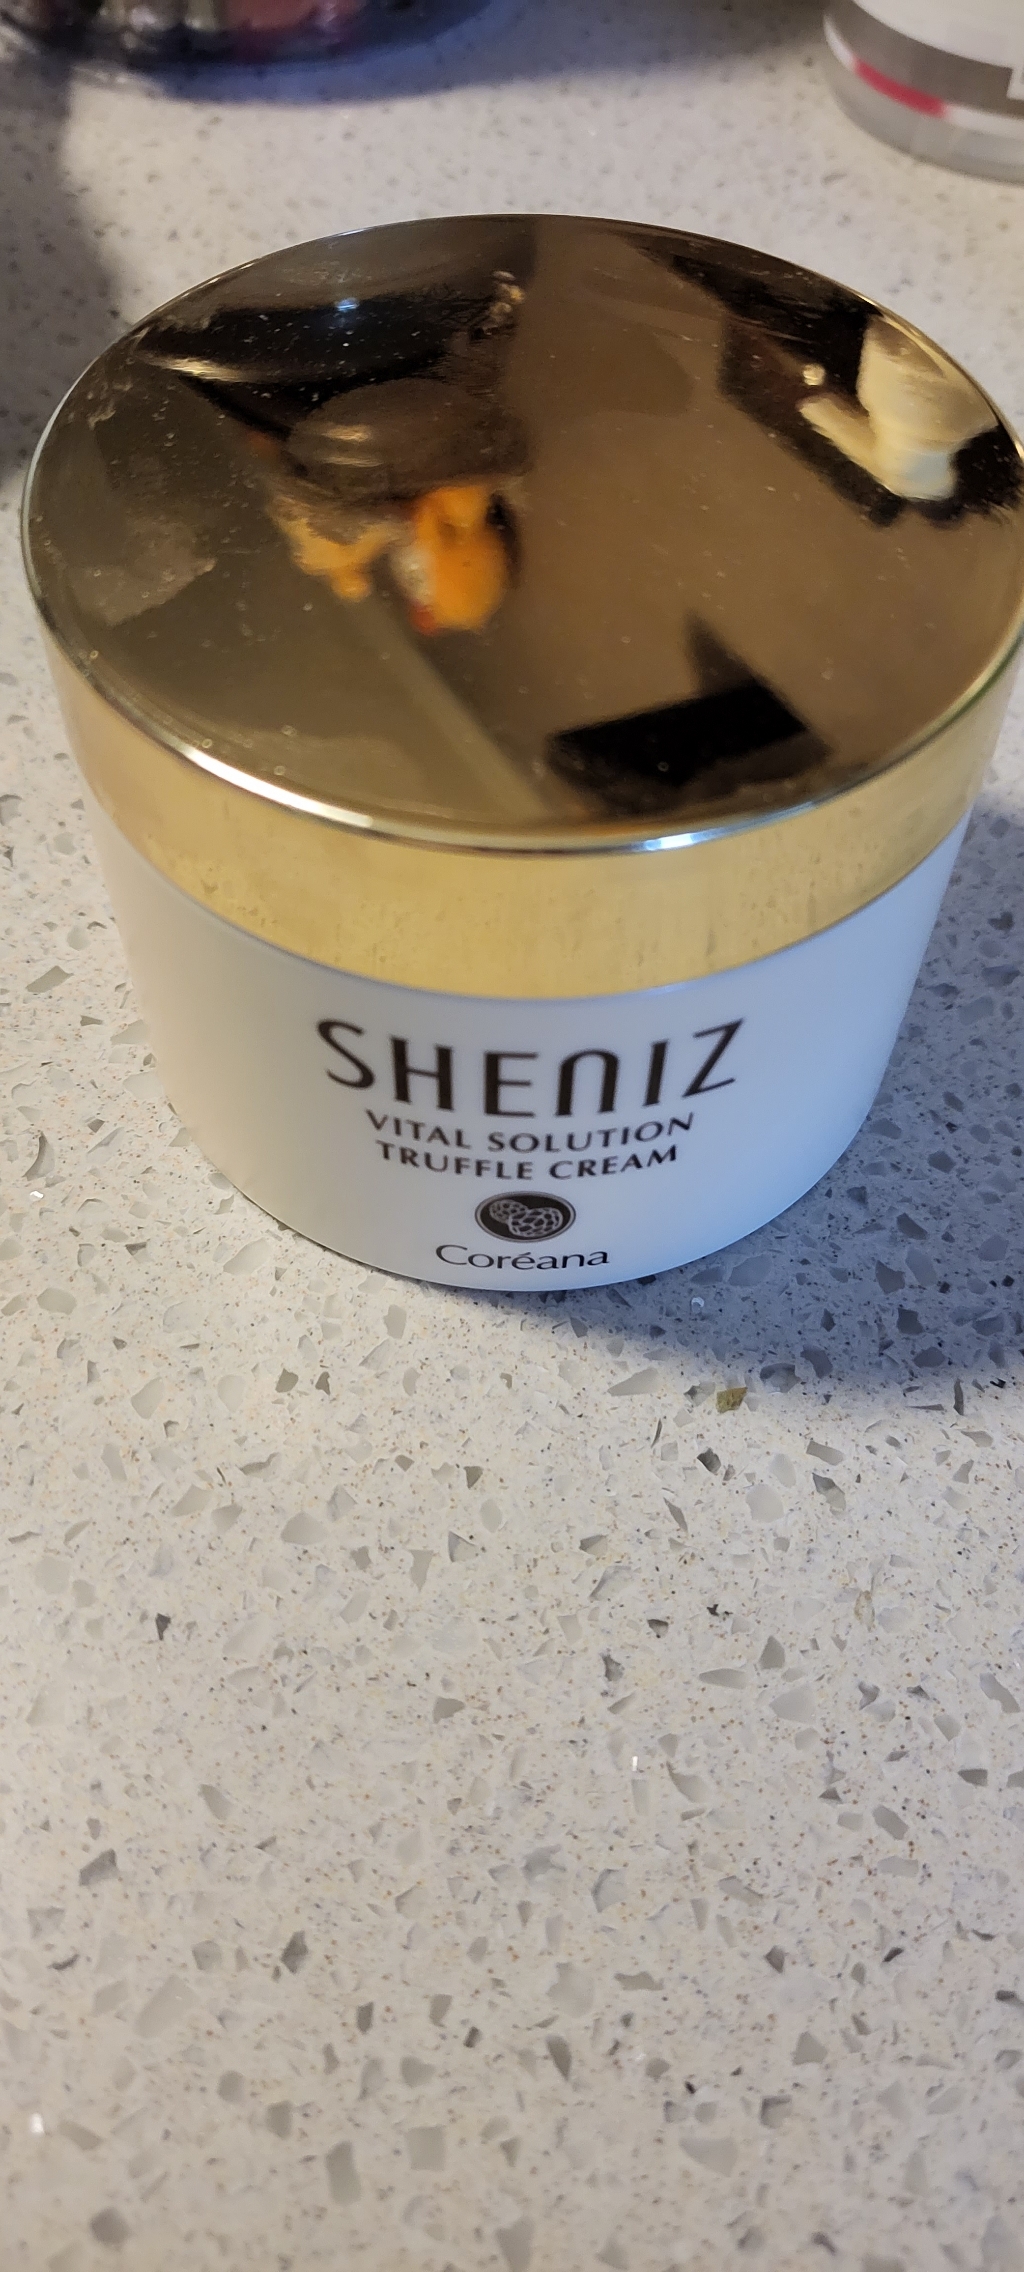 SHENIZ
VITAL SOLUTION
TRUFFLE CREAM
Coréana